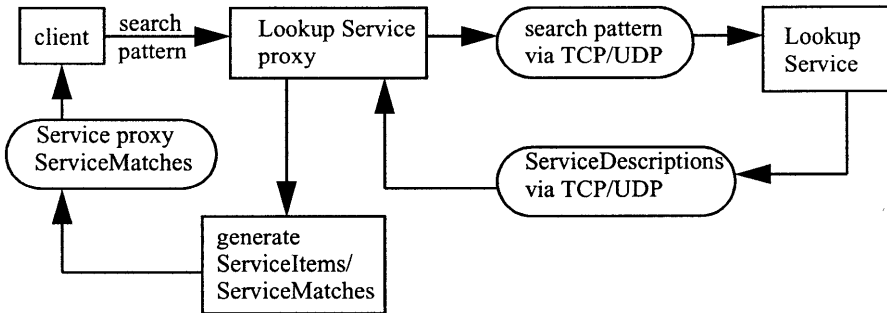 client
search
pattern
Lookup Service
proxy
search pattern
via TCP/UDP
Lookup
Service
Service proxy
ServiceMatches
ServiceDescriptions
via TCP/UDP
generate
ServiceItems/
ServiceMatches